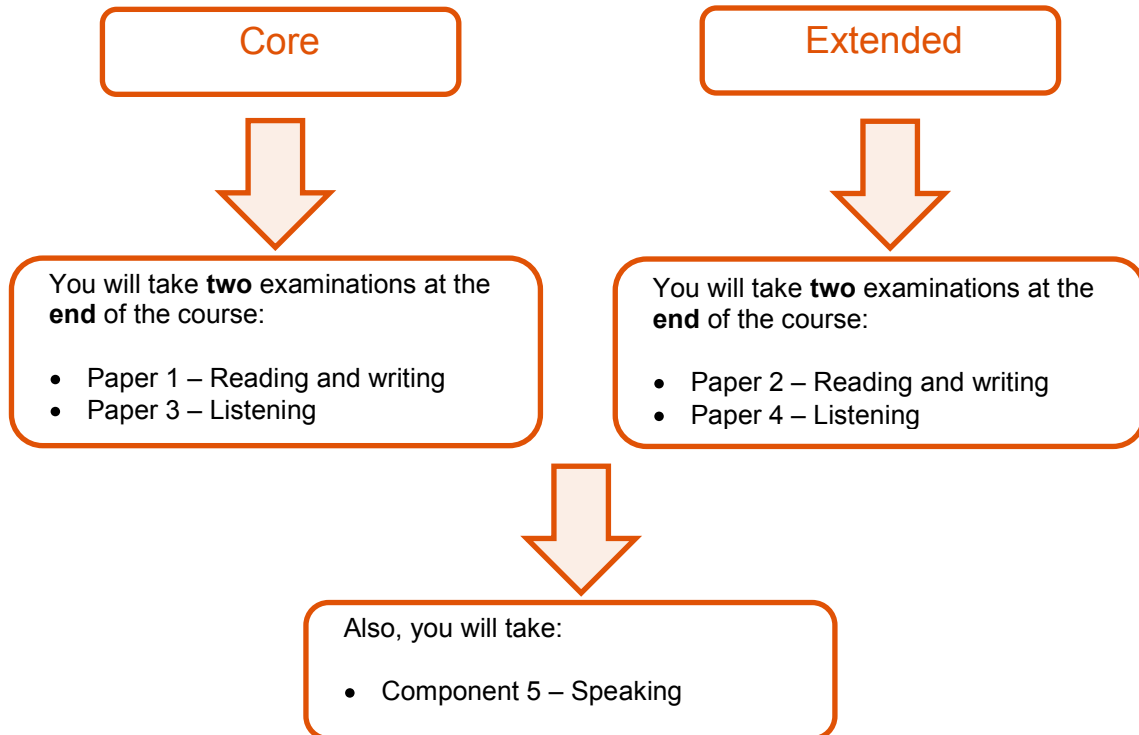 Core
You will take two examinations at the
end of the course:
• Paper 1 – Reading and writing
• Paper 3 – Listening
Extended
You will take two examinations at the
end of the course:
• Paper 2 – Reading and writing
• Paper 4 – Listening
Also, you will take:
• Component 5 – Speaking